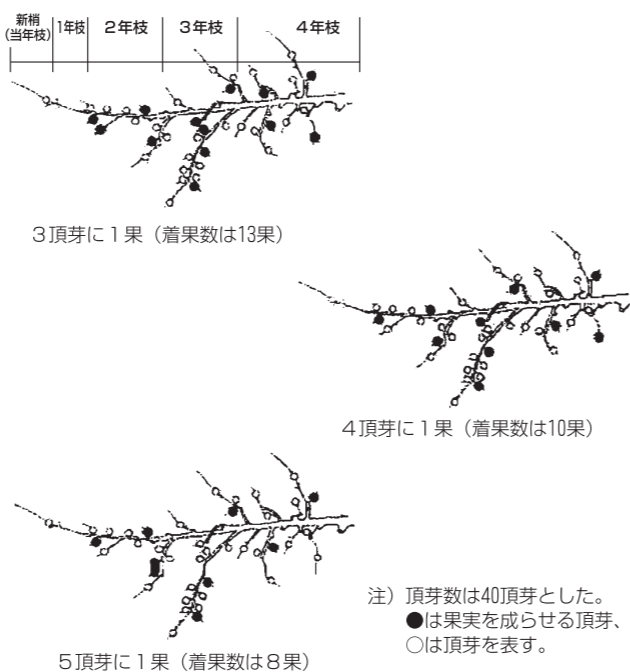 新梢
(当年枝)
1年枝
2年枝
3年枝
4年枝
3頂芽に1果(着果数は13果)
4頂芽に1果(着果数は10果)
5頂芽に1果(着果数は8果)
注)頂芽数は40頂芽とした。
●は果実を成らせる頂芽、
○は頂芽を表す。